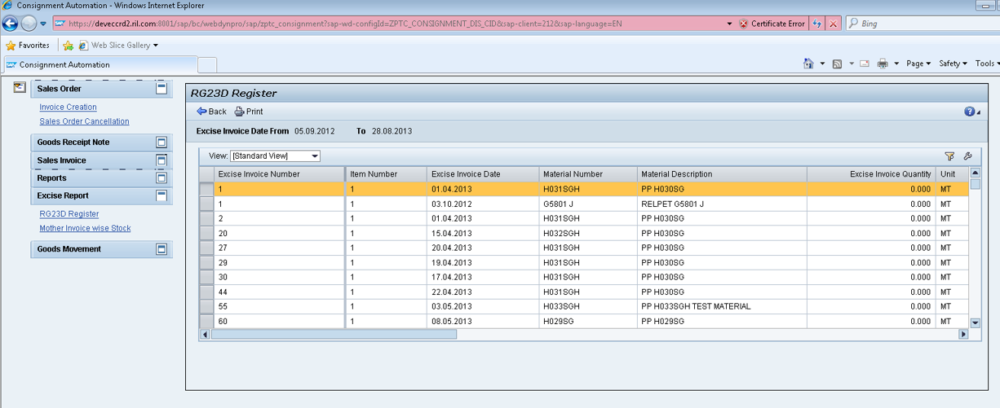 Consignment Automation - Windows Internet Explorer
https://deveccrd2.ril.com:8001/sap/bc/webdynpro/sap/zptc_consignment?sap-wd-configId=ZPTC_CONSIGNMENT_DIS_CID&sap-client=212&sap-language=EN Certificate Error Bing
Favorites Web Slice Gallery
SAP Consignment Automation Page Safety Tools
Sales Order
Invoice Creation
Sales Order Cancellation
Goods Receipt Note
Sales Invoice
Reports
Excise Report
RG23D Register
Mother Invoice wise Stock
Goods Movement
RG23D Register
Back Print
Excise Invoice Date From 05.09.2012 To 28.08.2013
View: [Standard View]
Excise Invoice Number Item Number Excise Invoice Date Material Number Material Description Excise Invoice Quantity Unit
1 1 01.04.2013 H031SGH PP H030SG 0.000 MT
1 1 03.10.2012 G5801 J RELPET G5801 J 0.000 MT
2 1 01.04.2013 H031SGH PP H030SG 0.000 MT
20 1 15.04.2013 H032SGH PP H030SG 0.000 MT
27 1 20.04.2013 H031SGH PP H030SG 0.000 MT
29 1 19.04.2013 H031SGH PP H030SG 0.000 MT
30 1 17.04.2013 H031SGH PP H030SG 0.000 MT
44 1 22.04.2013 H031SGH PP H030SG 0.000 MT
55 1 03.05.2013 H033SGH PP H033SGH TEST MATERIAL 0.000 MT
60 1 08.05.2013 H029SG PP H029SG 0.000 MT